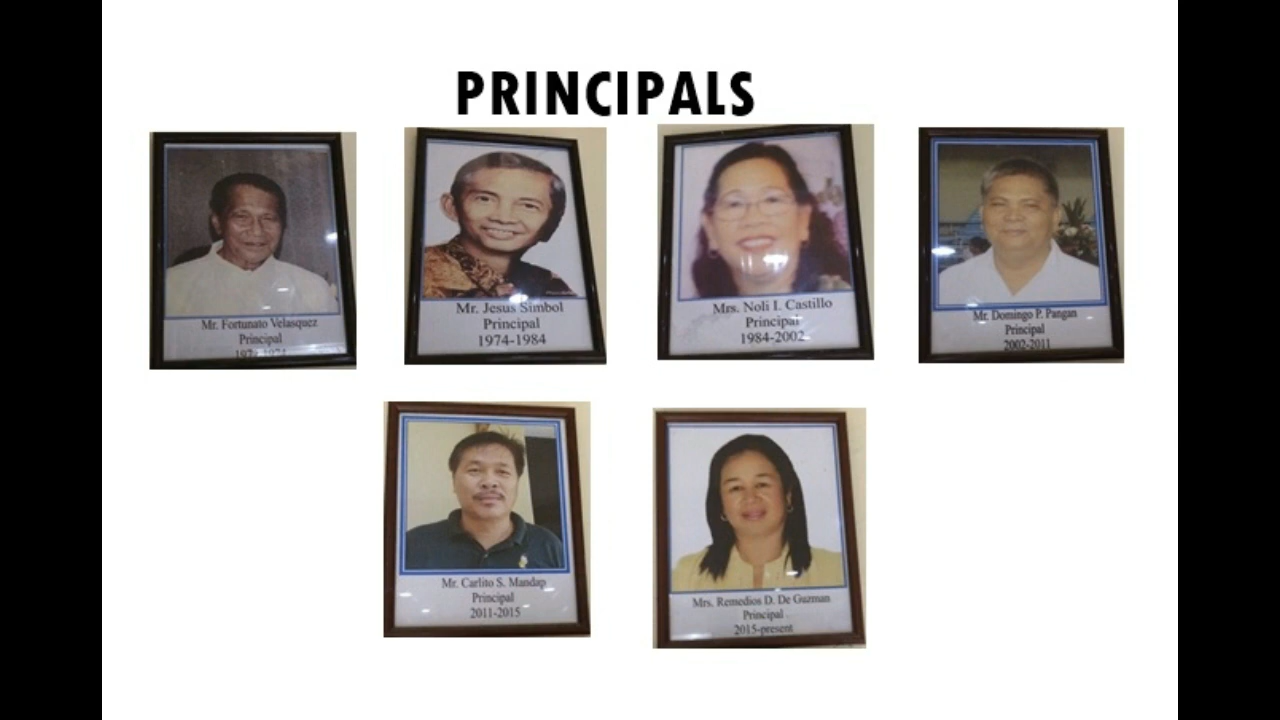 PRINCIPALS
Mr. Fortunato Velasquez
Principal
Mr. Jesus Simbol
Principal
1974-1984
Mrs. Noli I. Castillo
Principal
1984-2002
Mr. Domingo P. Pangan
Principal
2002-2011
Mr. Carlito S. Mandap
Principal
2011-2015
Mrs. Remedios D. De Guzman
Principal
2015-present